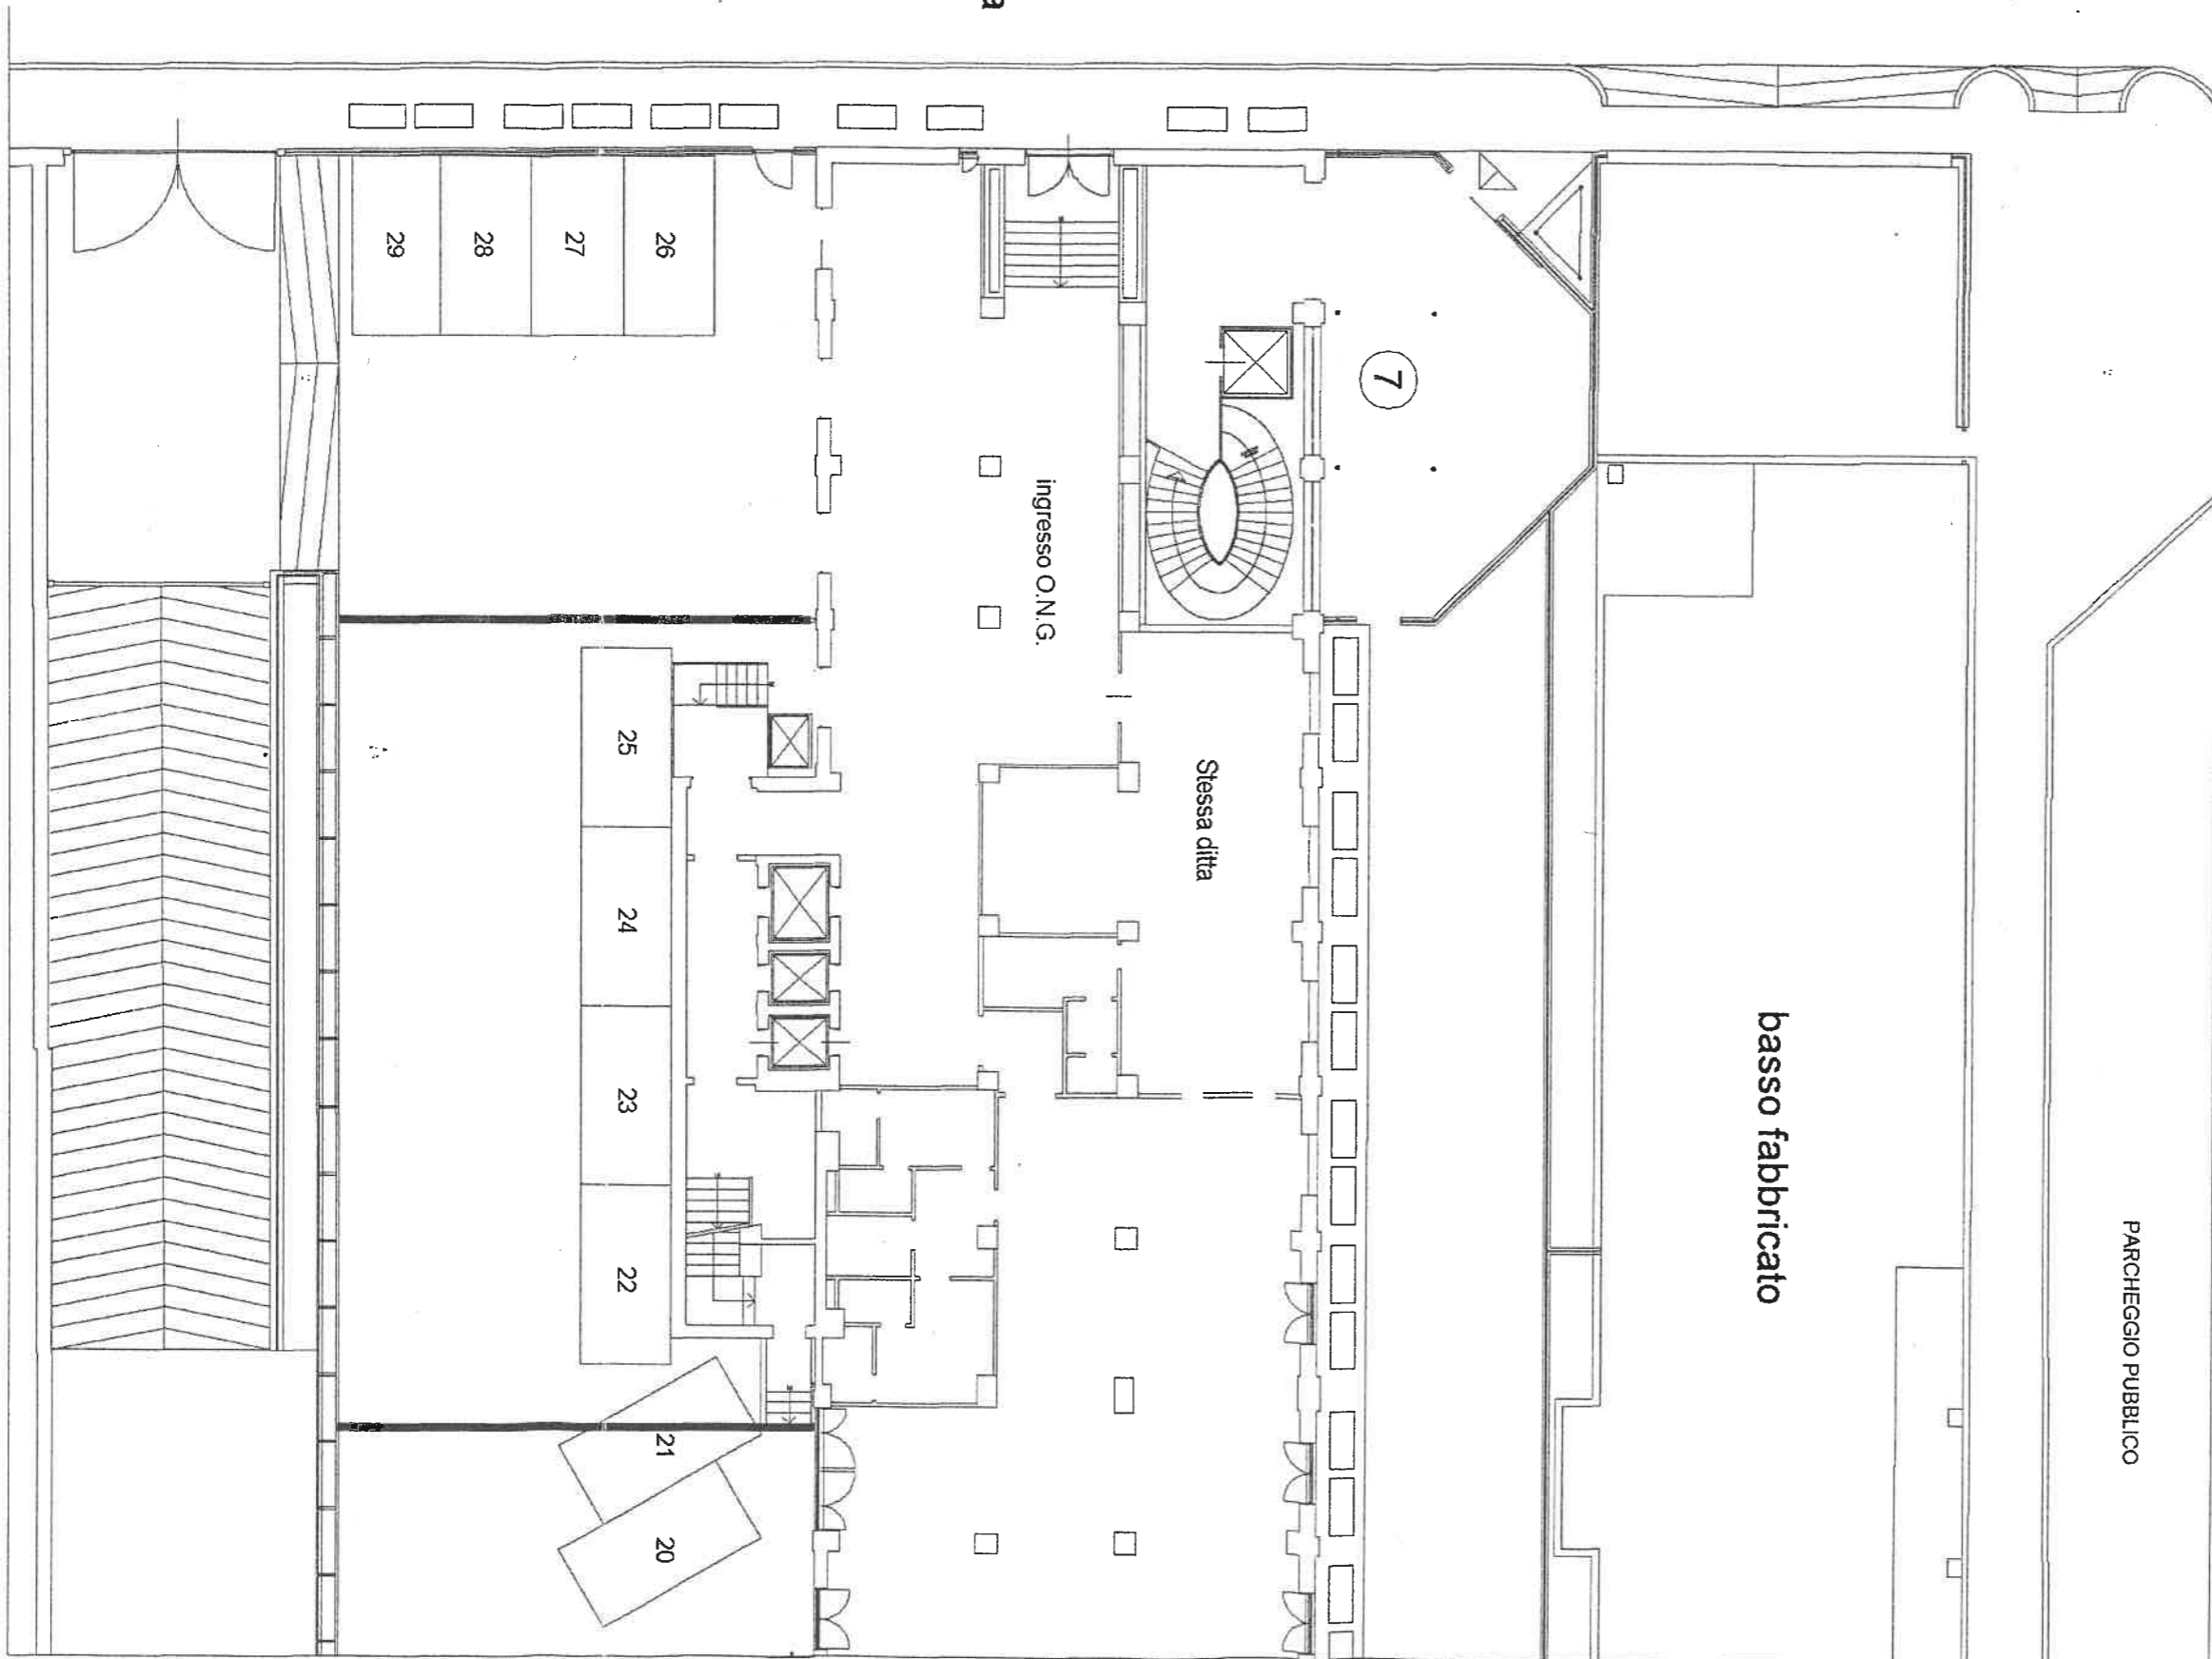 a
29
28
27
26
7
ingresso O.N.G.
25
24
23
22
21
20
Stessa ditta
basso fabbricato
PARCHEGGIO PUBBLICO